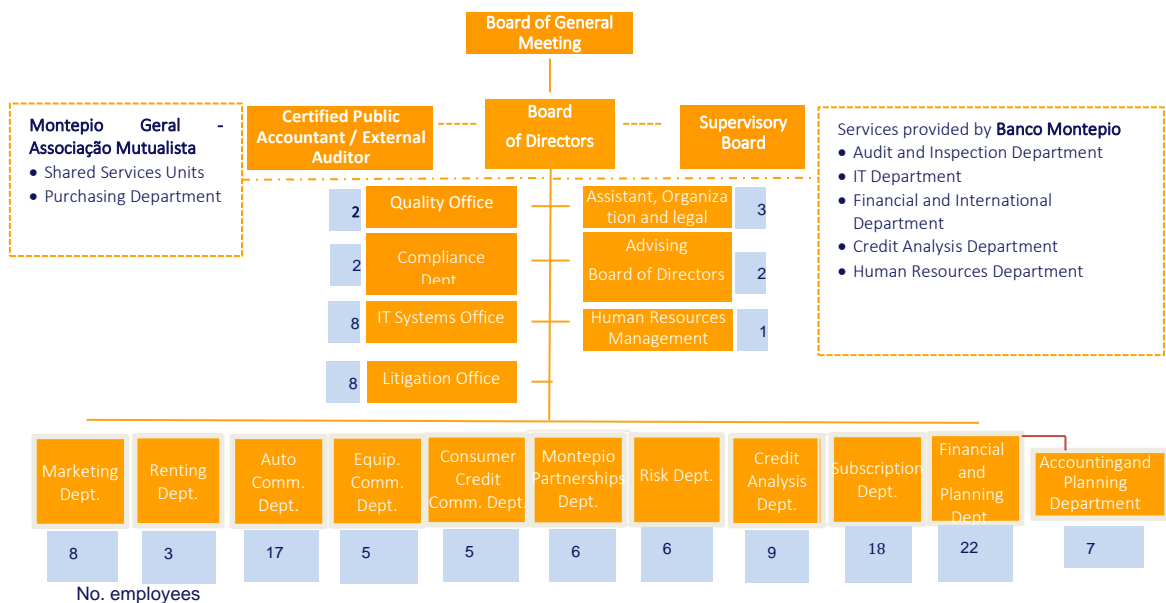 Board of General
Meeting
Montepio Geral -
Associação Mutualista
• Shared Services Units
• Purchasing Department
Certified Public
Accountant / External
Auditor
Board
of Directors
Supervisory
Board
Services provided by Banco Montepio
• Audit and Inspection Department
• IT Department
• Financial and International
Department
• Credit Analysis Department
• Human Resources Department
2
Quality Office
Assistant, Organiza
tion and legal
3
2
Compliance
Dept.
Advising
Board of Directors
2
8
IT Systems Office
Human Resources
Management
1
8
Litigation Office
Marketing
Dept.
Renting
Dept.
Auto
Comm.
Dept.
Equip.
Comm.
Dept.
Consumer
Credit
Comm. Dept.
Montepio
Partnerships
Dept.
Risk Dept.
Credit
Analysis
Dept.
Subscription
Dept.
Financial
and
Planning
Dept.
Accountingand
Planning
Department
8
3
17
5
5
6
6
9
18
22
7
No. employees